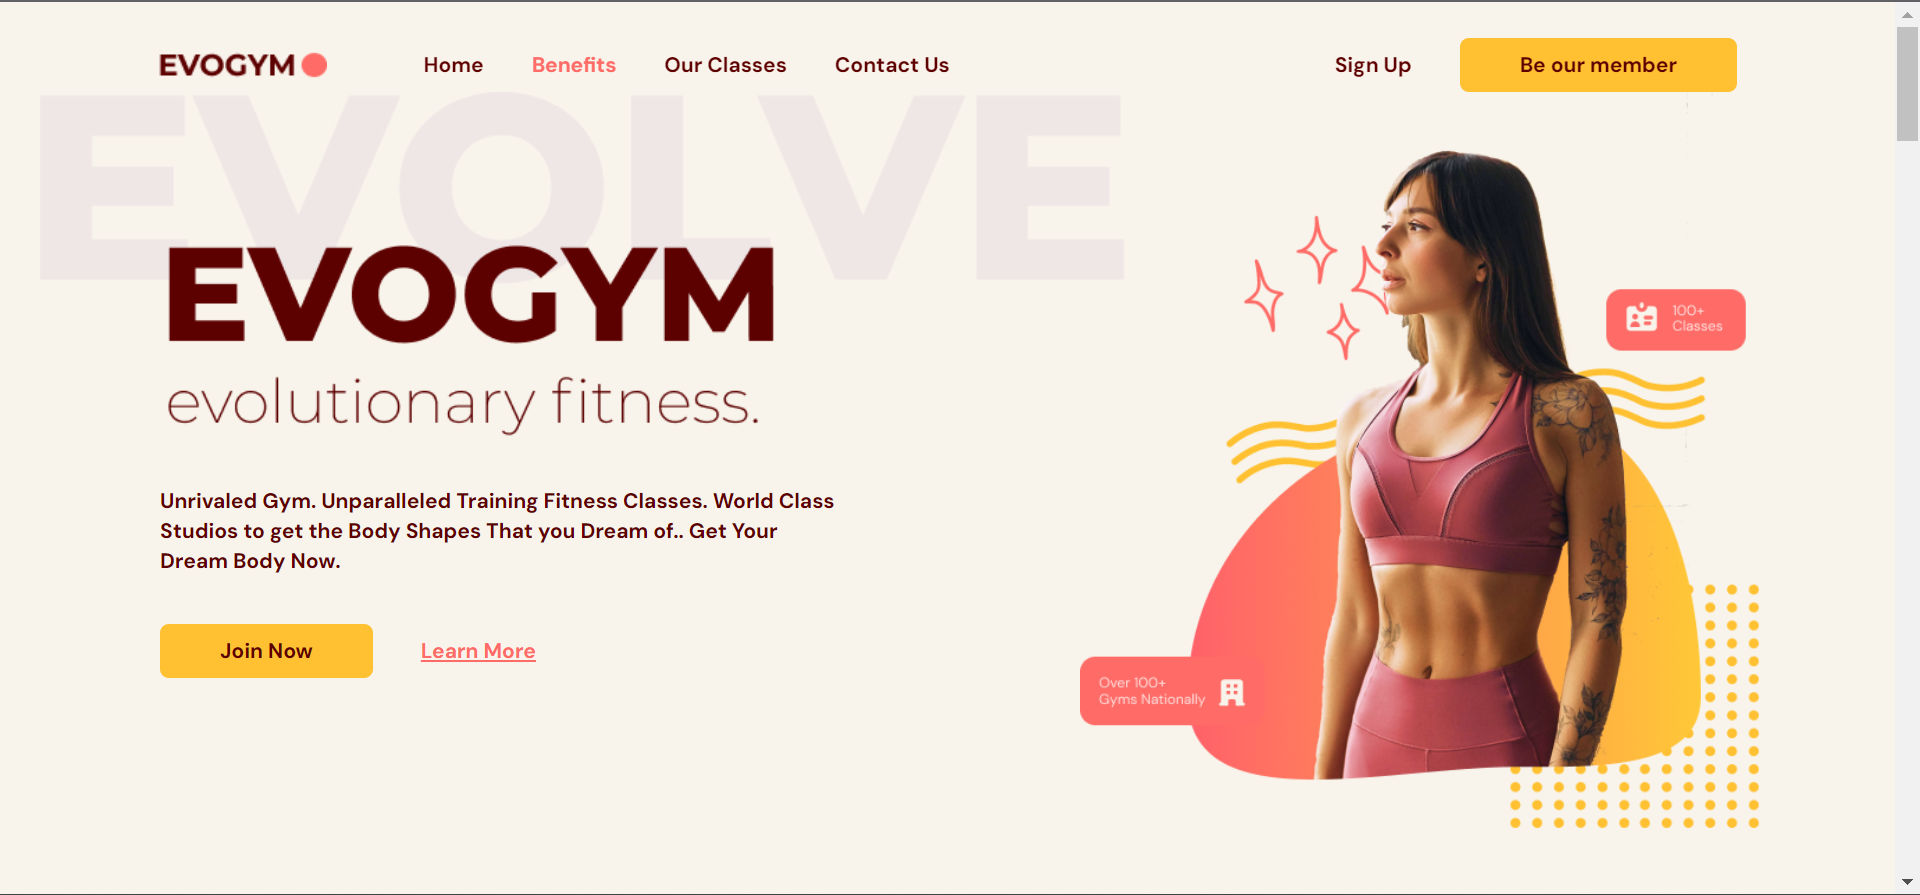 EVOGYM
Home
Benefits
Our Classes
Contact Us
Sign Up
Be our member
EVOLVE
EVOGYM
evolutionary fitness.
Unrivaled Gym. Unparalleled Training Fitness Classes. World Class
Studios to get the Body Shapes That you Dream of.. Get Your
Dream Body Now.
Join Now
Learn More
100+
Classes
Over 100+
Gyms Nationally